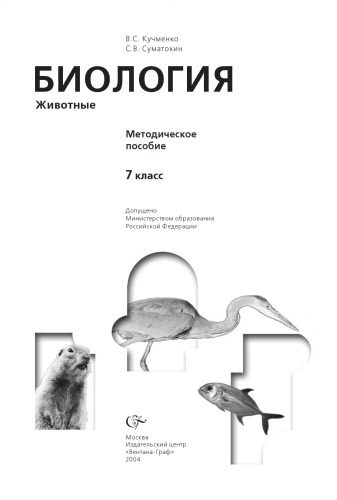 В.С. Кучменко
С.В. Суматохин
БИОЛОГИЯ
Животные
Методическое
пособие
7 класс
Допущено
Министерством образования
Российской Федерации
Москва
Издательский центр
«Вентана-Граф»
2004